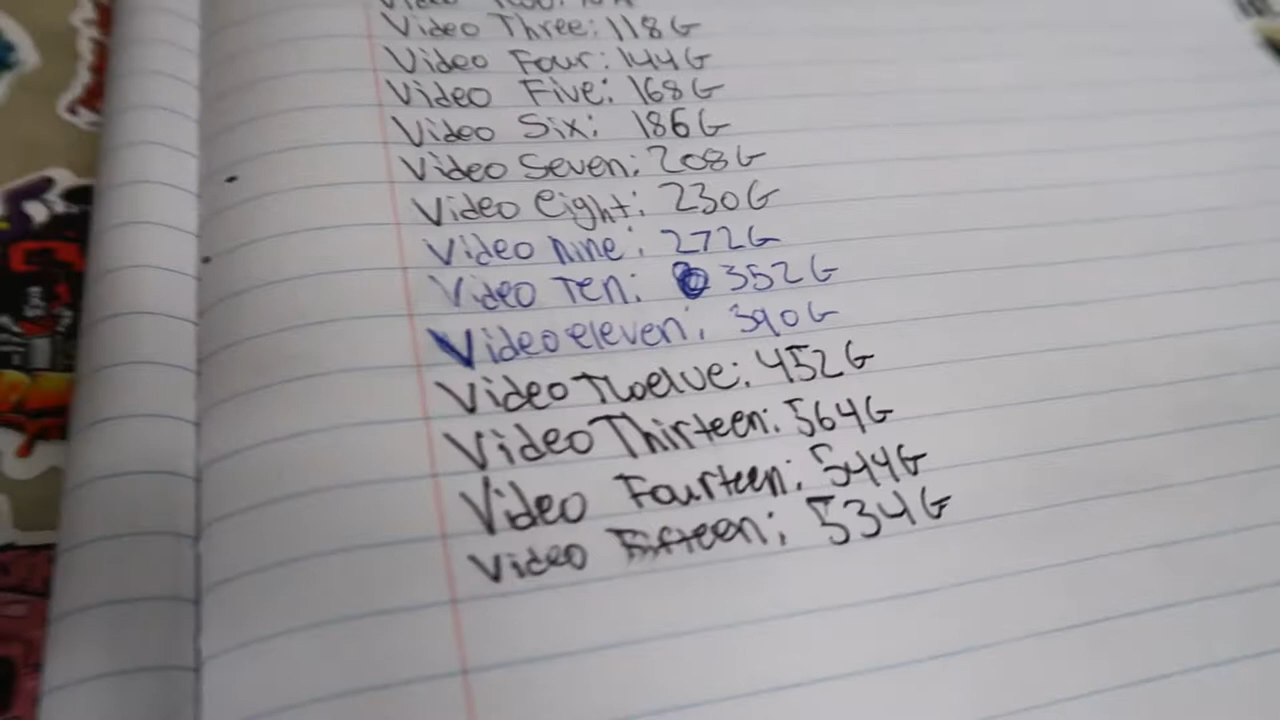 Video Three: 118G
Video Four: 144G
Video Five: 168G
Video Six: 186G
Video Seven: 208G
Video eight: 230G
Video nine: 272G
Video Ten: 352G
Video eleven: 390G
Video Twelve: 452G
Video Thirteen: 564G
Video Fourteen: 544G
Video Fifteen: 534G